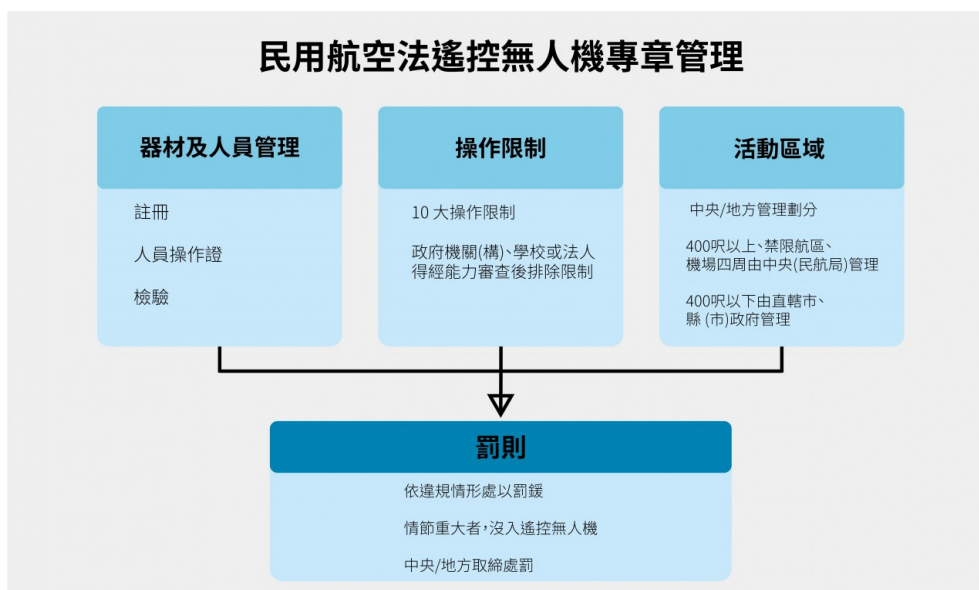 民用航空法遙控無人機專章管理
器材及人員管理
註冊
人員操作證
檢驗
操作限制
10 大操作限制
政府機關(構)、學校或法人
得經能力審查後排除限制
活動區域
中央/地方管理劃分
400呎以上、禁限航區、
機場四周由中央(民航局)管理
400呎以下由直轄市、
縣 (市)政府管理
罰則
依違規情形處以罰鍰
情節重大者,沒入遙控無人機
中央/地方取締處罰